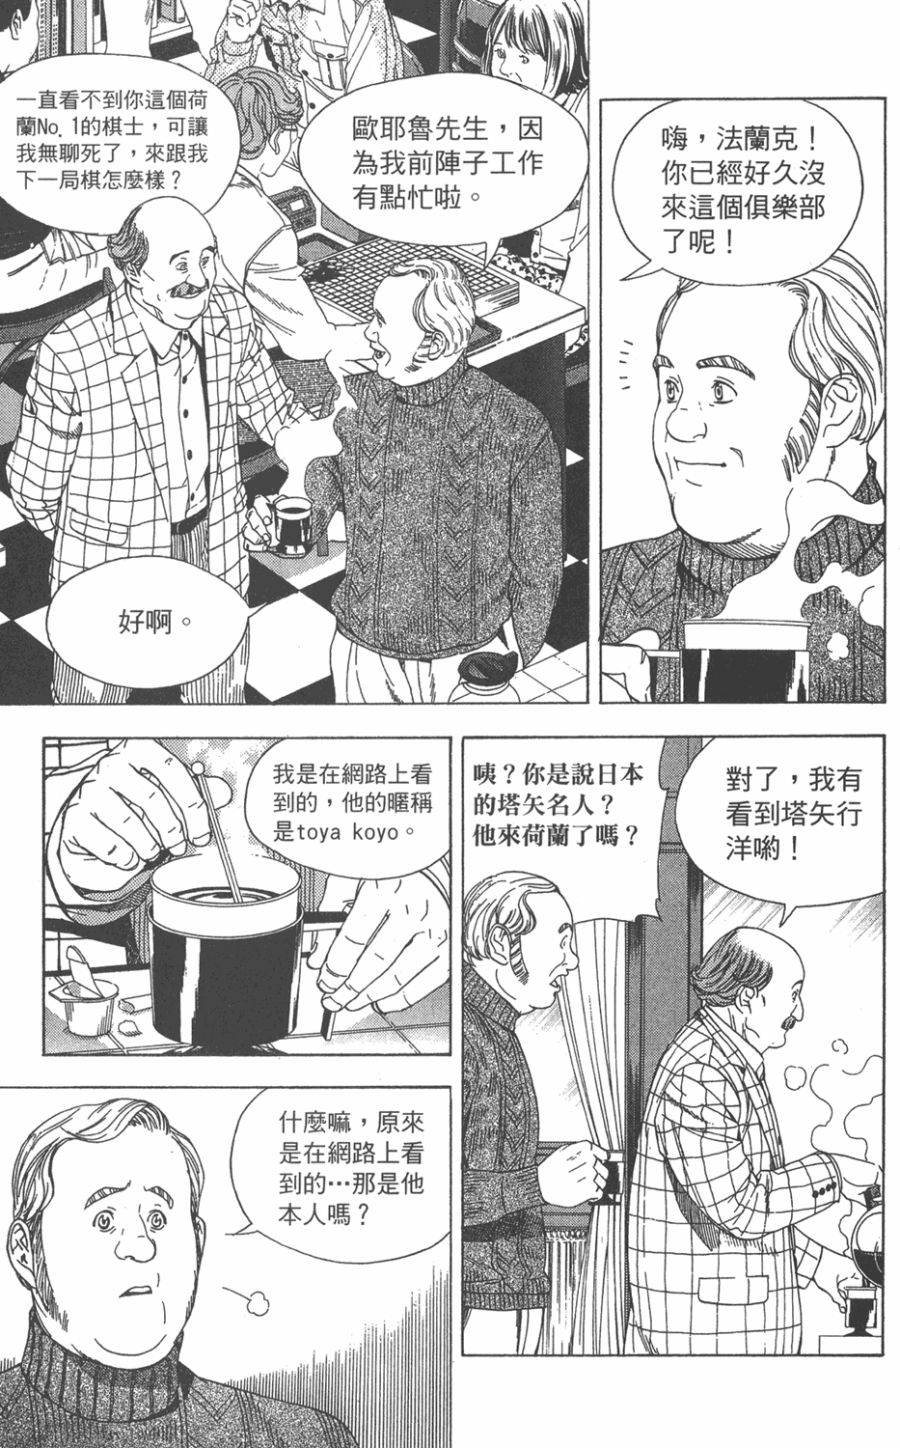 嗨，法蘭克！
你已經好久沒
來這個俱樂部
了呢！
歐耶魯先生，因
為我前陣子工作
有點忙啦。
一直看不到你這個荷
蘭No.1的棋士，可讓
我無聊死了，來跟我
下一局棋怎麼樣？
好啊。
對了，我有
看到塔矢行
洋喲！
咦？你是說日本
的塔矢名人？
他來荷蘭了嗎？
我是在網路上看
到的，他的暱稱
是toya koyo。
什麼嘛，原來
是在網路上看
到的…那是他
本人嗎？